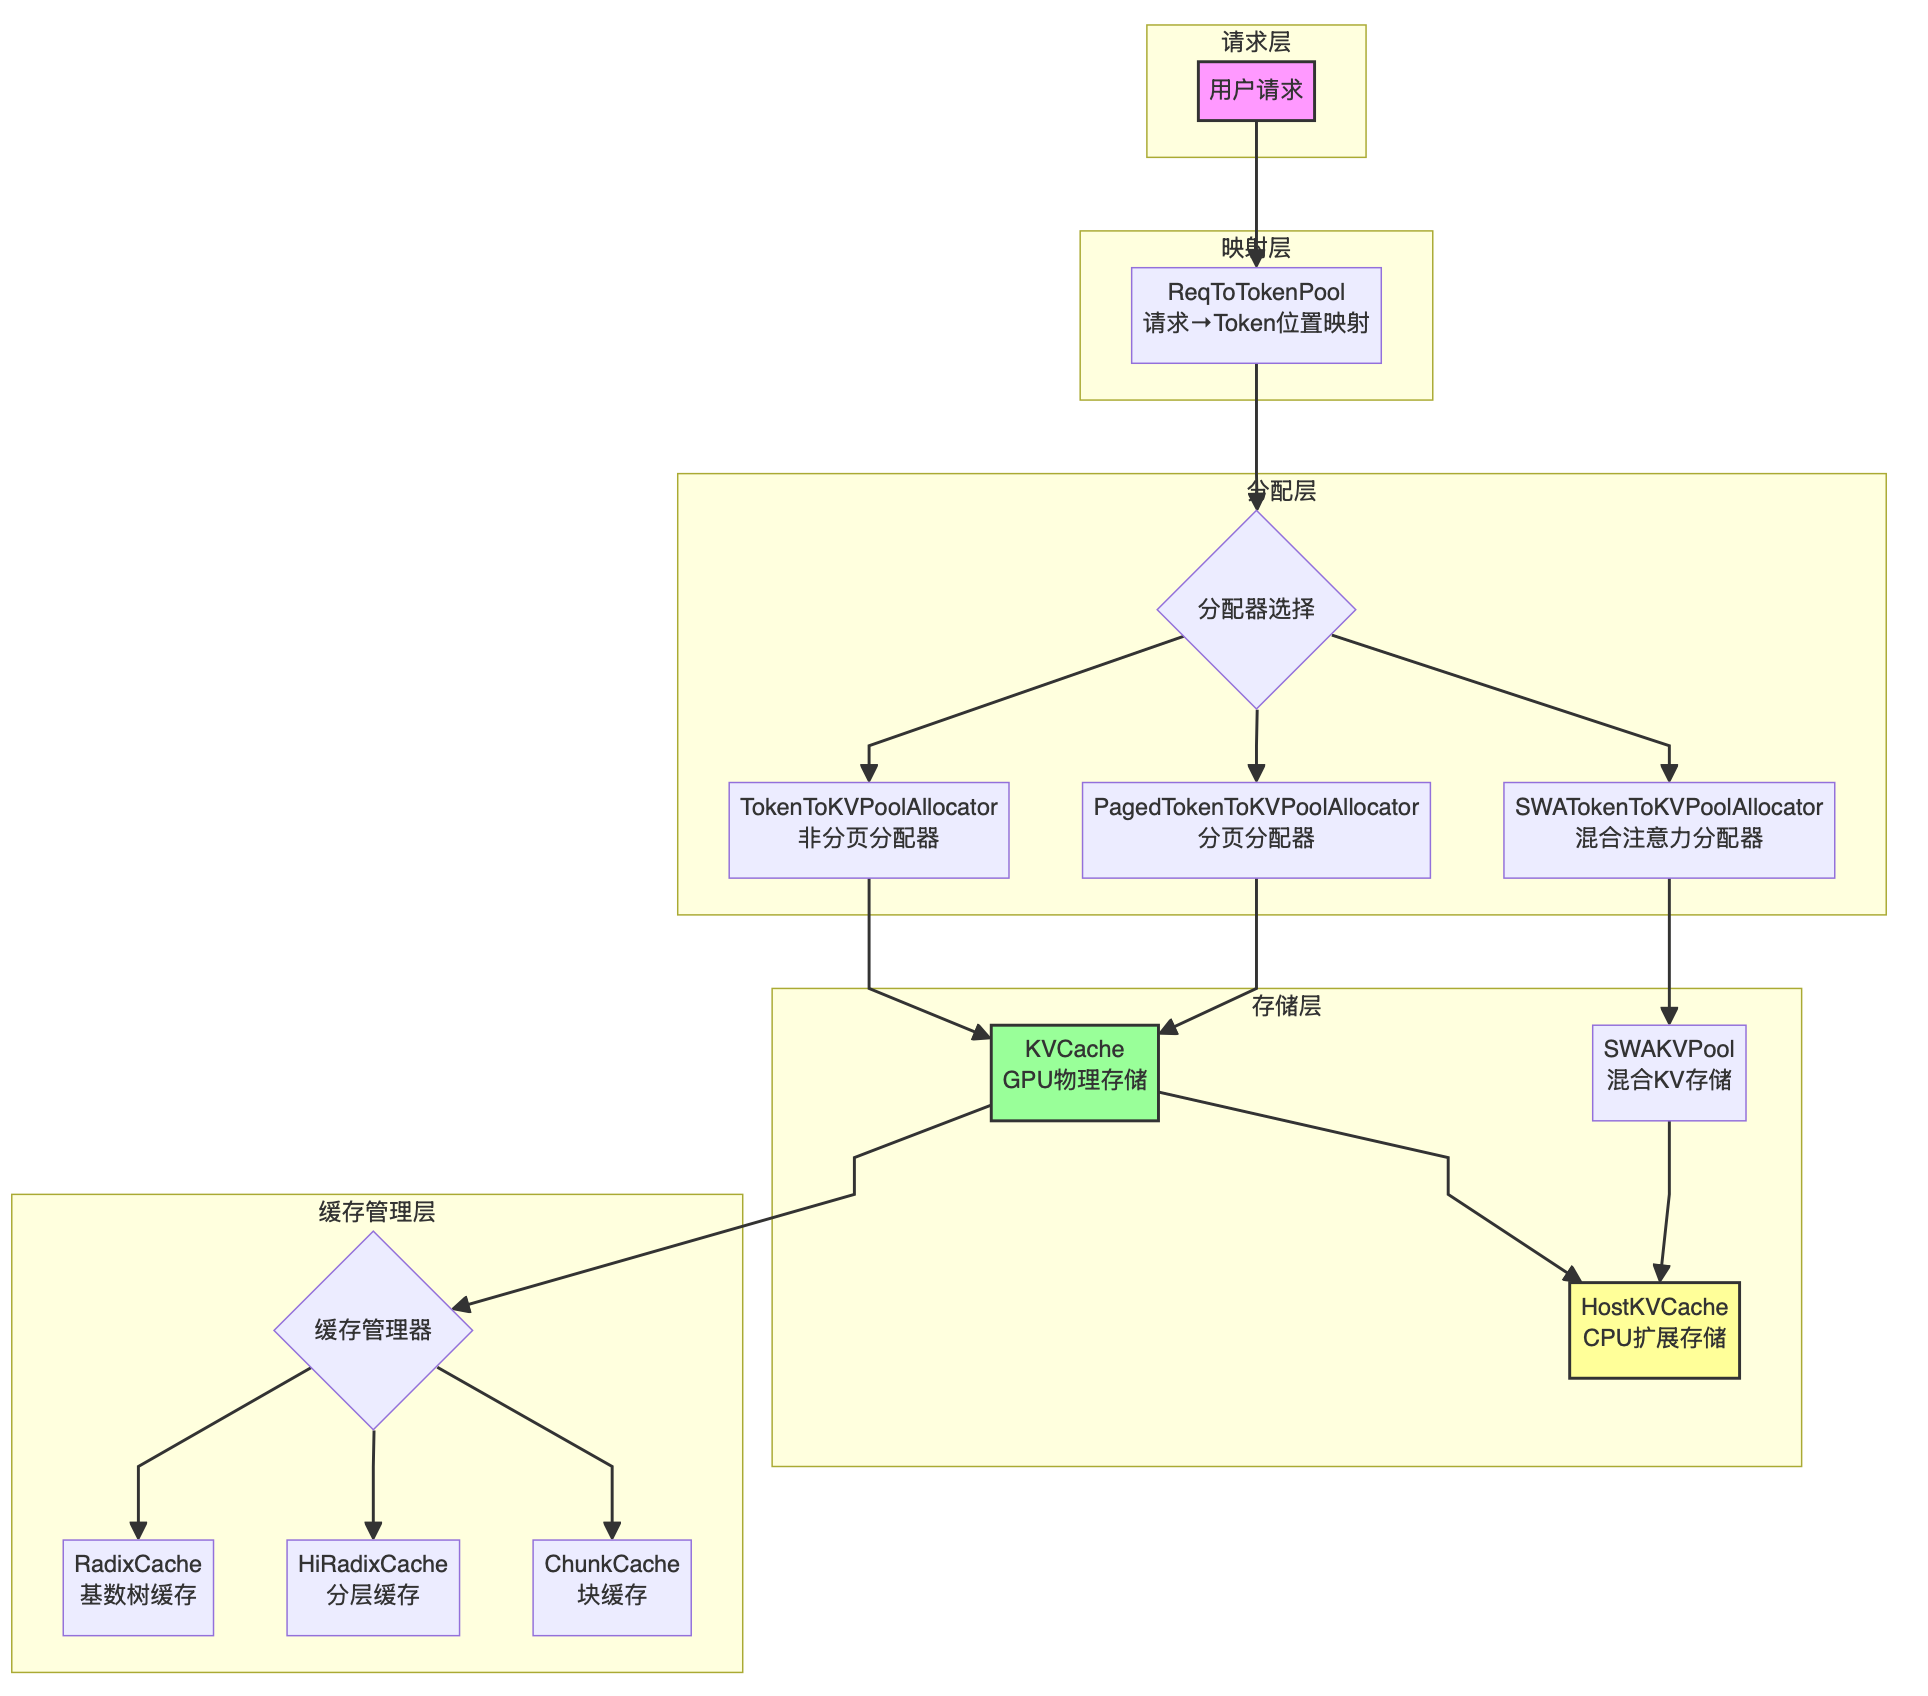 请求层
用户请求
映射层
ReqToTokenPool
请求→Token位置映射
分配层
分配器选择
TokenToKVPoolAllocator
非分页分配器
PagedTokenToKVPoolAllocator
分页分配器
SWATokenToKVPoolAllocator
混合注意力分配器
存储层
KVCache
GPU物理存储
SWAKVPool
混合KV存储
HostKVCache
CPU扩展存储
缓存管理层
缓存管理器
RadixCache
基数树缓存
HiRadixCache
分层缓存
ChunkCache
块缓存